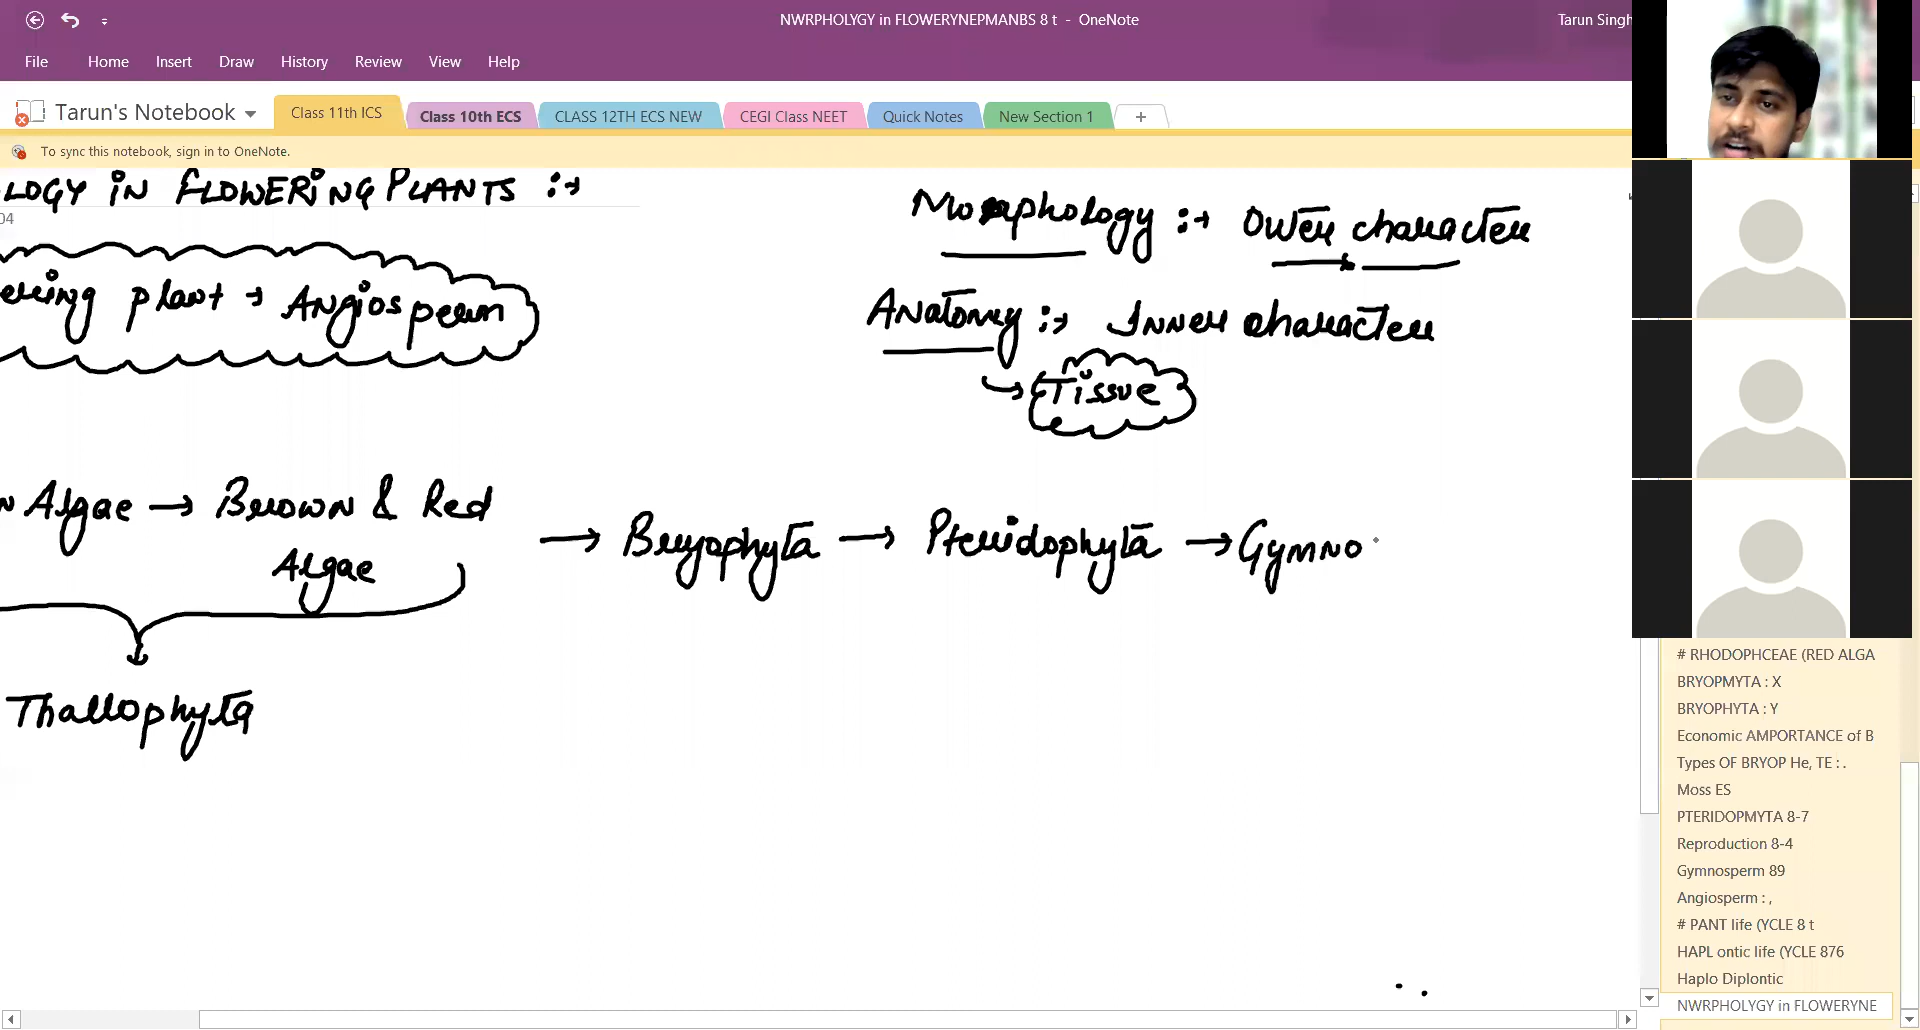 NWRPHOLYGY in FLOWERYNEPMANBS 8 t - OneNote
Tarun Singh
File Home Insert Draw History Review View Help
Tarun's Notebook
Class 11th ICS
Class 10th ECS
CLASS 12TH ECS NEW
CEGI Class NEET
Quick Notes
New Section 1
+
To sync this notebook, sign in to OneNote.
LOGY IN FLOWERING PLANTS :→
04
ering plant → Angiosperm
Morphology :→ Outer character
Anatomy :→ Inner character
→ Tissue
n Algae → Brown & Red
Algae
→ Bryophyta → Pteridophyta → Gymno
Thallophyta
# RHODOPHCEAE (RED ALGA
BRYOPMYTA : X
BRYOPHYTA : Y
Economic AMPORTANCE of B
Types OF BRYOP He, TE : .
Moss ES
PTERIDOPMYTA 8-7
Reproduction 8-4
Gymnosperm 89
Angiosperm : ,
# PANT life (YCLE 8 t
HAPL ontic life (YCLE 876
Haplo Diplontic
NWRPHOLYGY in FLOWERYNE